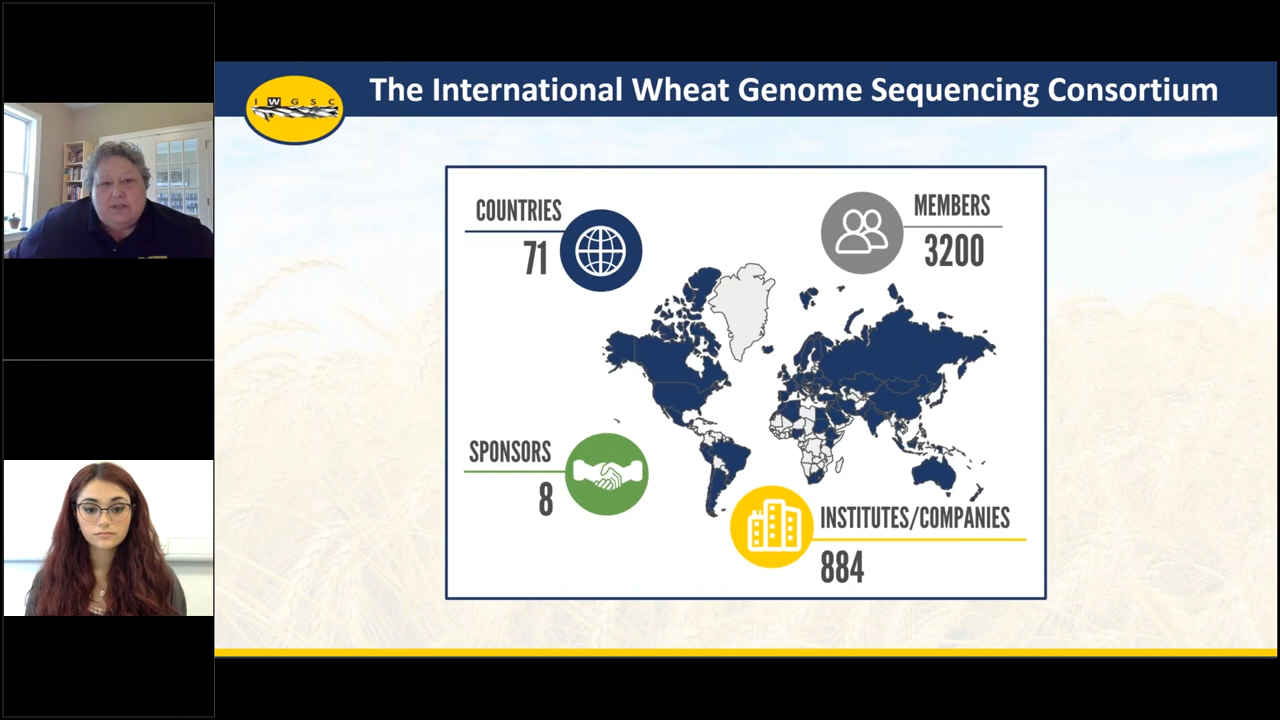 IWGSC
The International Wheat Genome Sequencing Consortium
COUNTRIES
71
MEMBERS
3200
SPONSORS
8
INSTITUTES/COMPANIES
884